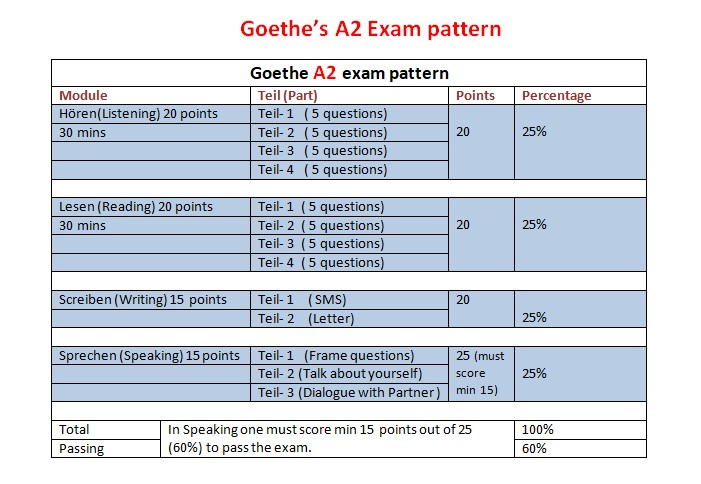 Goethe's A2 Exam pattern
Goethe A2 exam pattern
Module Teil (Part) Points Percentage
Hören(Listening) 20 points Teil- 1 ( 5 questions)
30 mins Teil- 2 ( 5 questions) 20 25%
Teil- 3 ( 5 questions)
Teil- 4 ( 5 questions)
Lesen (Reading) 20 points Teil- 1 ( 5 questions)
30 mins Teil- 2 ( 5 questions) 20 25%
Teil- 3 ( 5 questions)
Teil- 4 ( 5 questions)
Screiben (Writing) 15 points Teil- 1 (SMS) 20
Teil- 2 (Letter) 25%
Sprechen (Speaking) 15 points Teil- 1 (Frame questions) 25 (must
Teil- 2 (Talk about yourself) score 25%
Teil- 3 (Dialogue with Partner) min 15)
Total In Speaking one must score min 15 points out of 25 100%
Passing (60%) to pass the exam. 60%